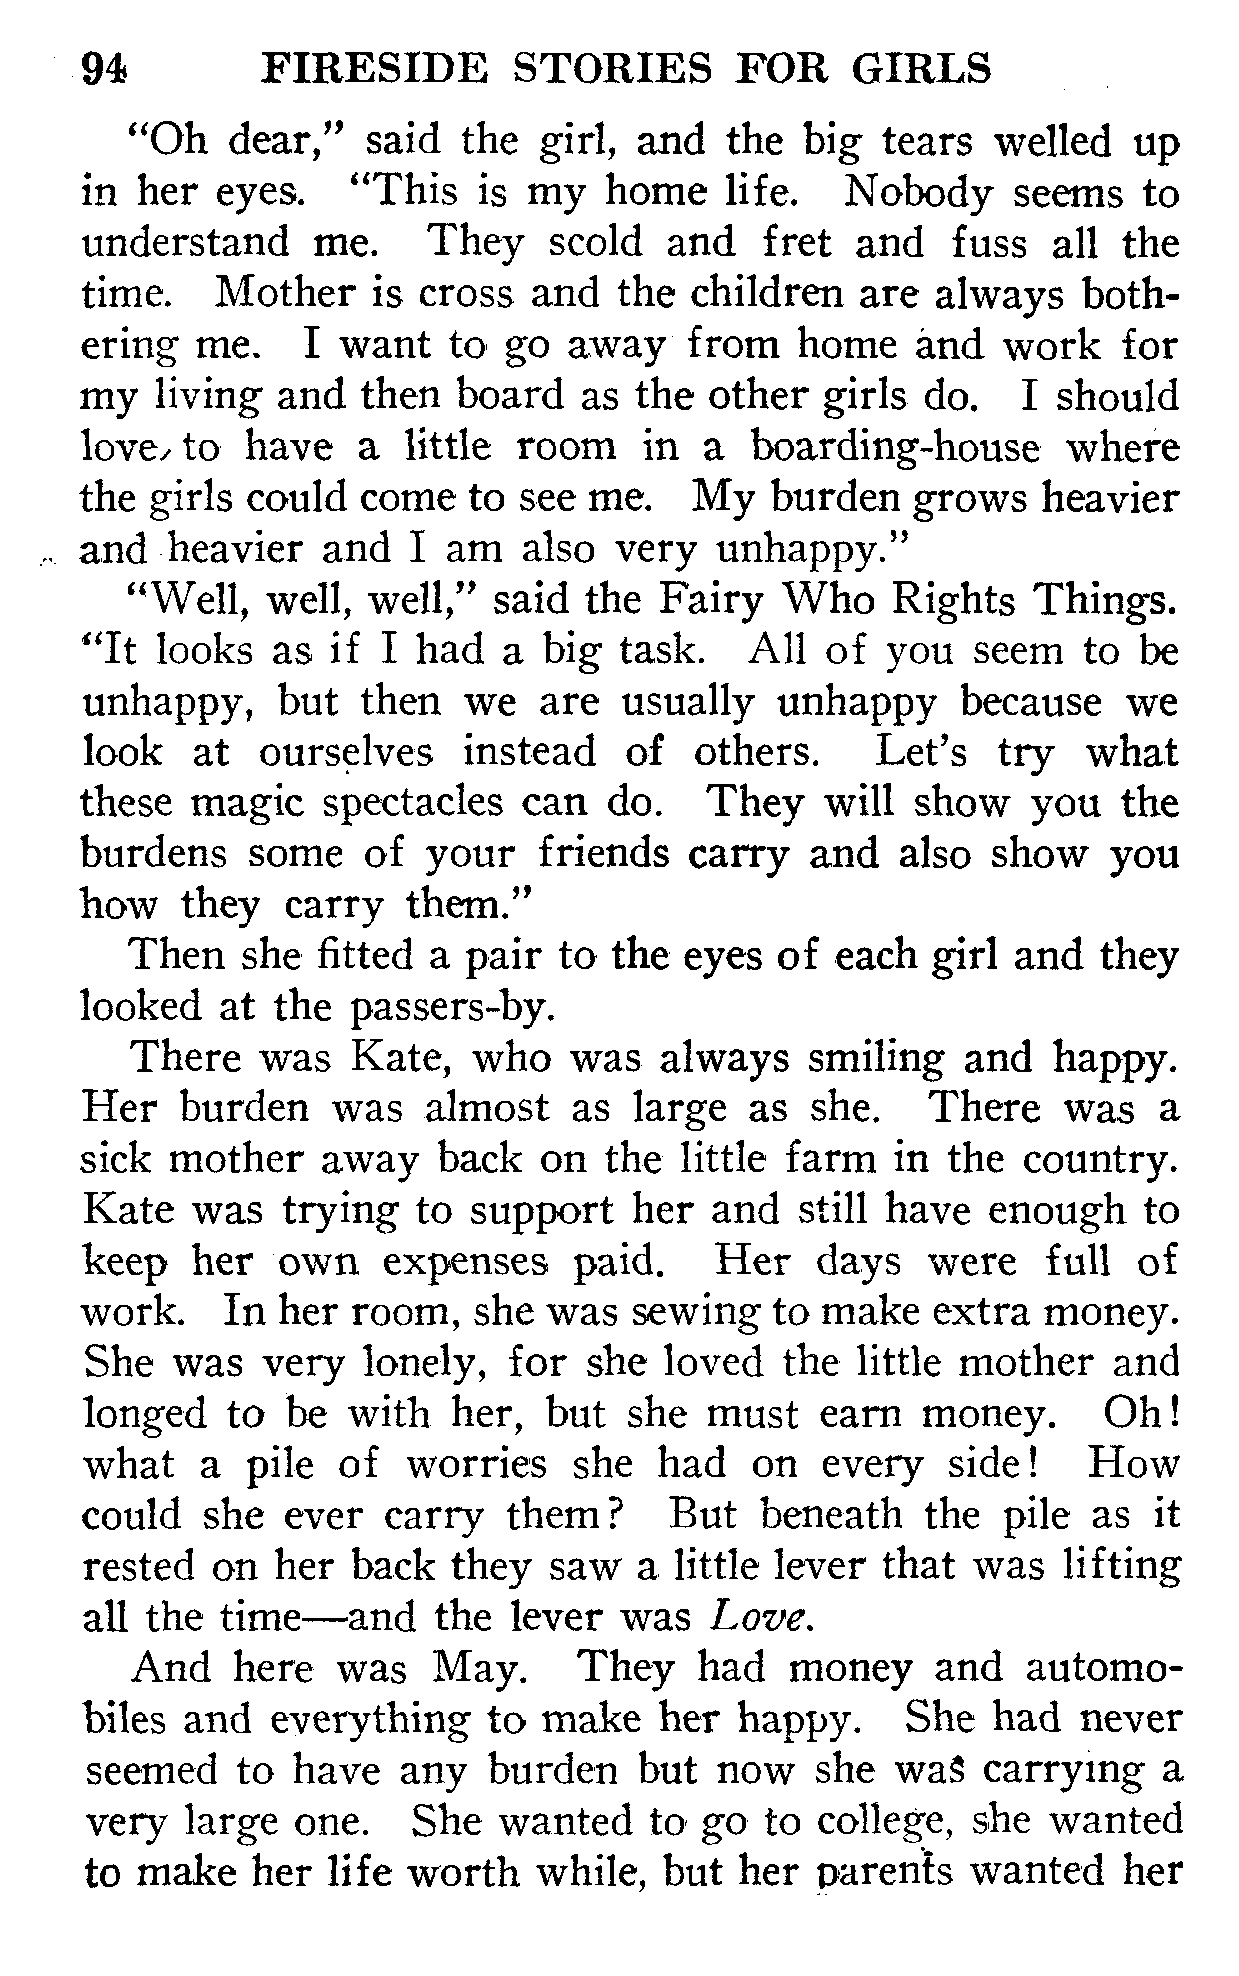 94 FIRESIDE STORIES FOR GIRLS
“Oh dear,” said the girl, and the big tears welled up
in her eyes. “This is my home life. Nobody seems to
understand me. They scold and fret and fuss all the
time. Mother is cross and the children are always both-
ering me. I want to go away from home and work for
my living and then board as the other girls do. I should
love to have a little room in a boarding-house where
the girls could come to see me. My burden grows heavier
and heavier and I am also very unhappy.”
“Well, well, well,” said the Fairy Who Rights Things.
“It looks as if I had a big task. All of you seem to be
unhappy, but then we are usually unhappy because we
look at ourselves instead of others. Let’s try what
these magic spectacles can do. They will show you the
burdens some of your friends carry and also show you
how they carry them.”
Then she fitted a pair to the eyes of each girl and they
looked at the passers-by.
There was Kate, who was always smiling and happy.
Her burden was almost as large as she. There was a
sick mother away back on the little farm in the country.
Kate was trying to support her and still have enough to
keep her own expenses paid. Her days were full of
work. In her room, she was sewing to make extra money.
She was very lonely, for she loved the little mother and
longed to be with her, but she must earn money. Oh!
what a pile of worries she had on every side! How
could she ever carry them? But beneath the pile as it
rested on her back they saw a little lever that was lifting
all the time—and the lever was Love.
And here was May. They had money and automo-
biles and everything to make her happy. She had never
seemed to have any burden but now she was carrying a
very large one. She wanted to go to college, she wanted
to make her life worth while, but her parents wanted her